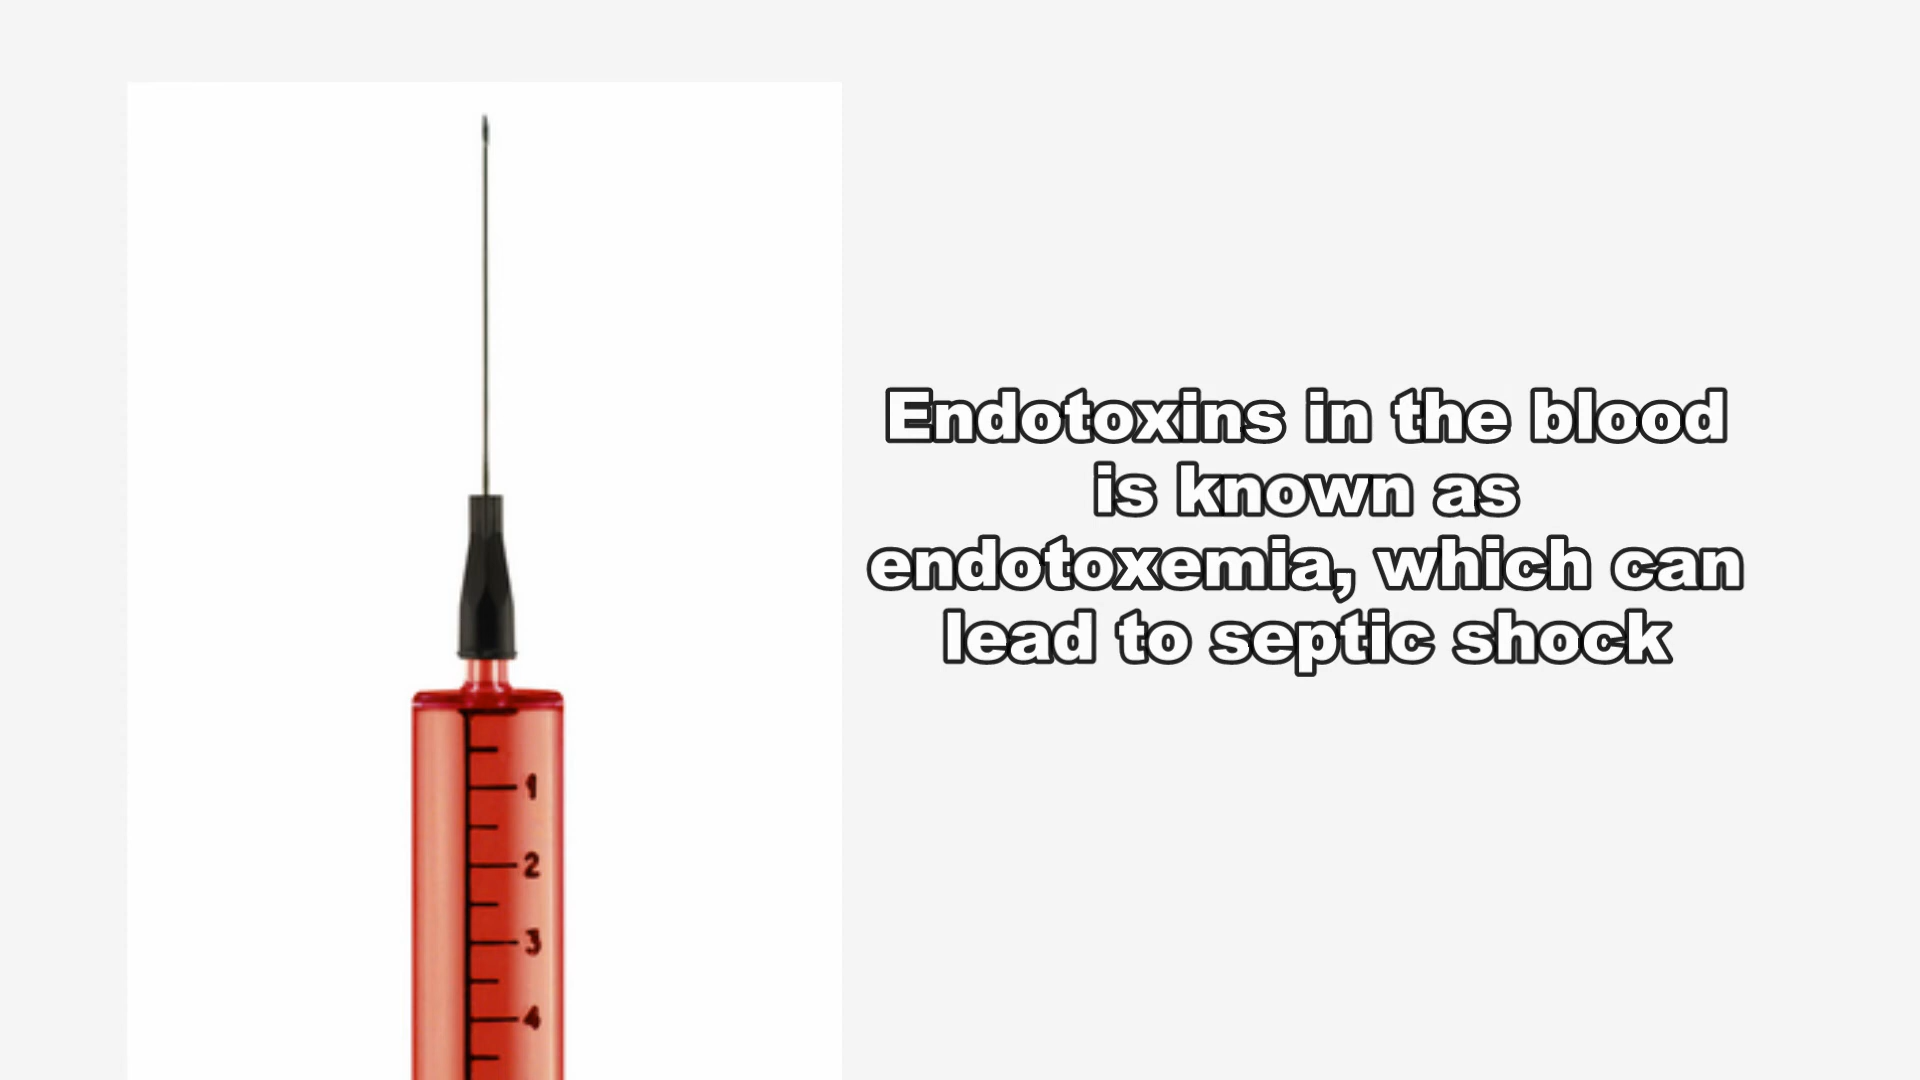 Endotoxins in the blood
is known as
endotoxemia, which can
lead to septic shock
1
2
3
4